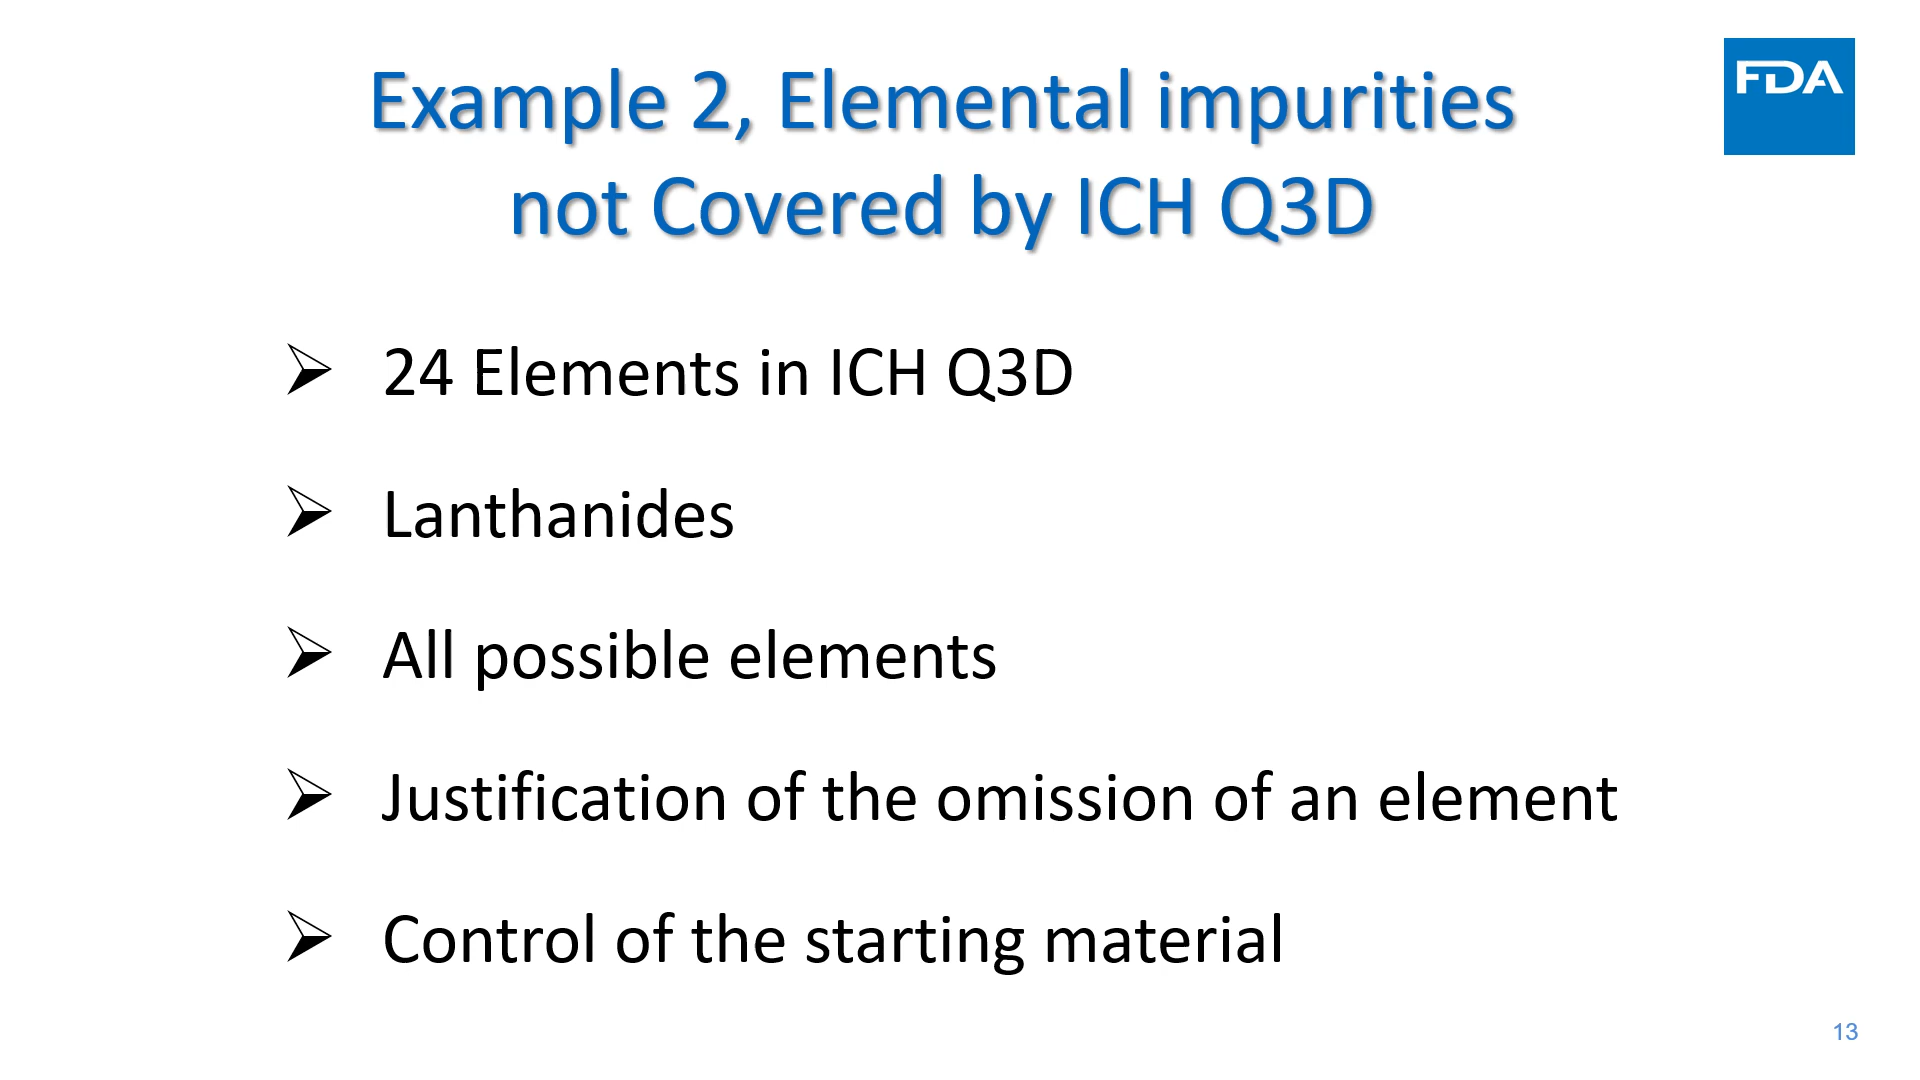 Example 2, Elemental impurities
not Covered by ICH Q3D
FDA
➢ 24 Elements in ICH Q3D
➢ Lanthanides
➢ All possible elements
➢ Justification of the omission of an element
➢ Control of the starting material
13